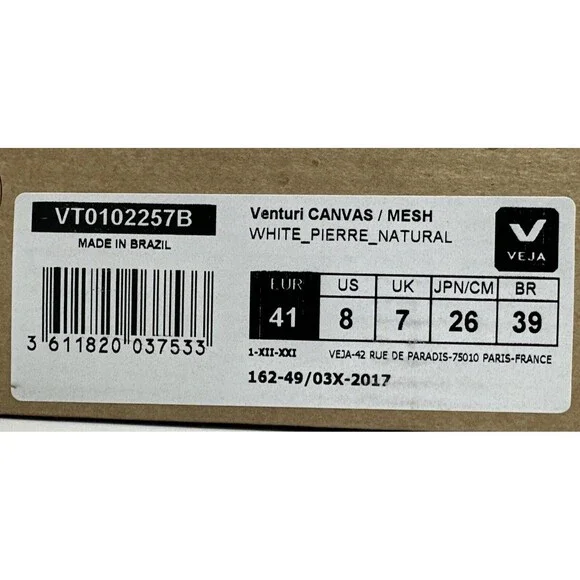 VT0102257B
MADE IN BRAZIL
3 611820 037533
Venturi CANVAS / MESH
WHITE_PIERRE_NATURAL
V
VEJA
EUR US UK JPN/CM BR
41 8 7 26 39
1-XII-XXI VEJA-42 RUE DE PARADIS-75010 PARIS-FRANCE
162-49/03X-2017